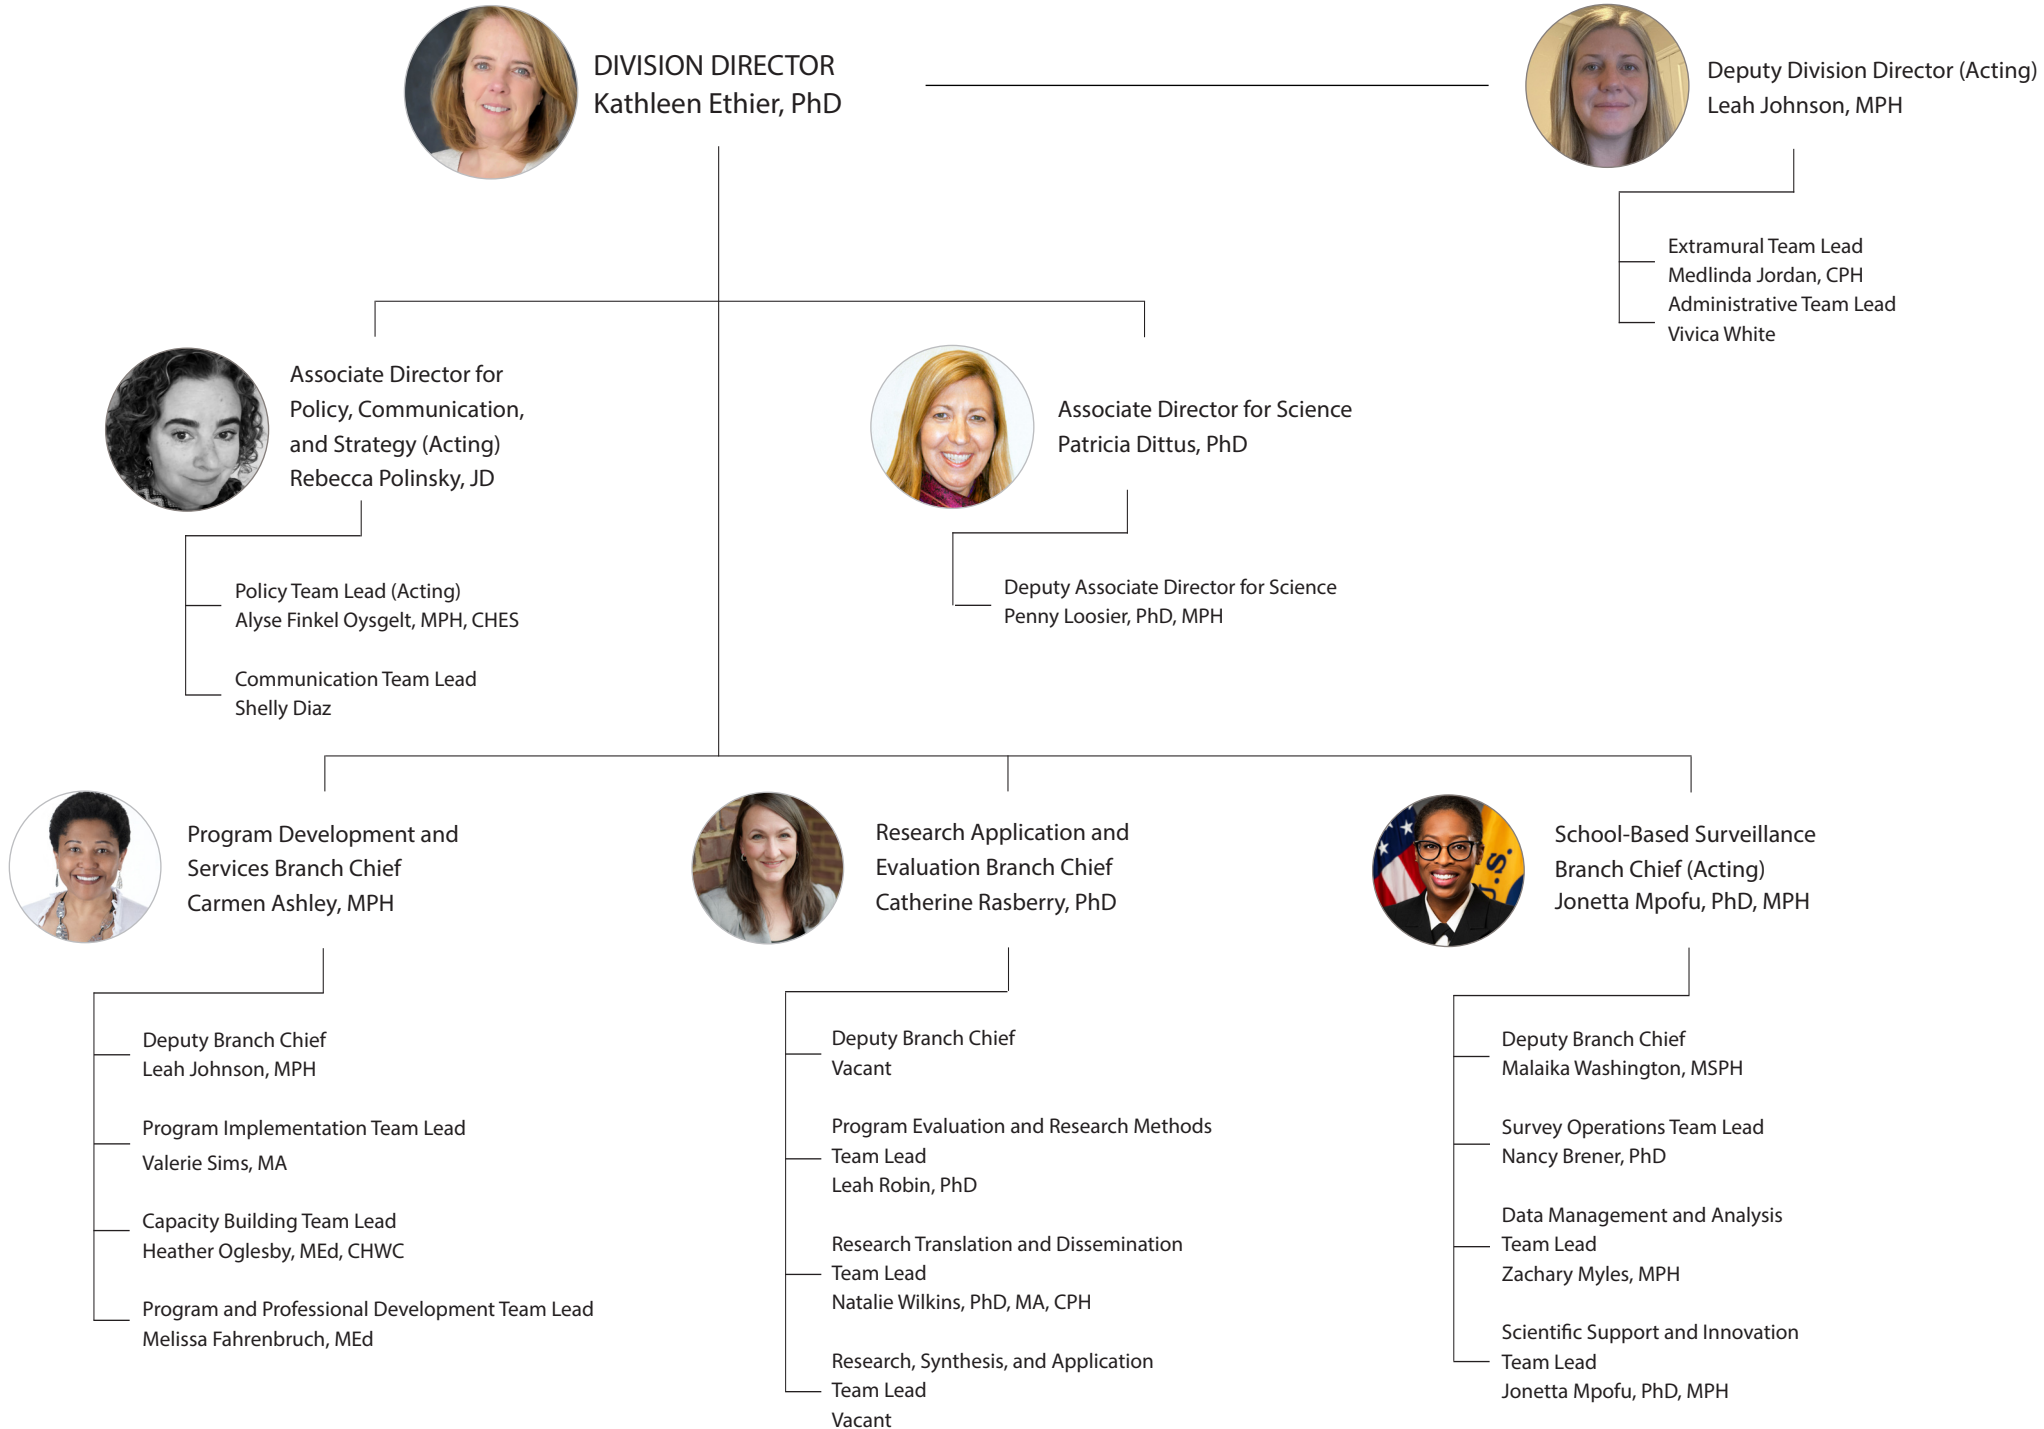 DIVISION DIRECTOR
Kathleen Ethier, PhD
Deputy Division Director (Acting)
Leah Johnson, MPH
Extramural Team Lead
Medlinda Jordan, CPH
Administrative Team Lead
Vivica White
Associate Director for
Policy, Communication,
and Strategy (Acting)
Rebecca Polinsky, JD
Policy Team Lead (Acting)
Alyse Finkel Oysgelt, MPH, CHES
Communication Team Lead
Shelly Diaz
Associate Director for Science
Patricia Dittus, PhD
Deputy Associate Director for Science
Penny Loosier, PhD, MPH
Program Development and
Services Branch Chief
Carmen Ashley, MPH
Deputy Branch Chief
Leah Johnson, MPH
Program Implementation Team Lead
Valerie Sims, MA
Capacity Building Team Lead
Heather Oglesby, MEd, CHWC
Program and Professional Development Team Lead
Melissa Fahrenbruch, MEd
Research Application and
Evaluation Branch Chief
Catherine Rasberry, PhD
Deputy Branch Chief
Vacant
Program Evaluation and Research Methods
Team Lead
Leah Robin, PhD
Research Translation and Dissemination
Team Lead
Natalie Wilkins, PhD, MA, CPH
Research, Synthesis, and Application
Team Lead
Vacant
School-Based Surveillance
Branch Chief (Acting)
Jonetta Mpofu, PhD, MPH
Deputy Branch Chief
Malaika Washington, MSPH
Survey Operations Team Lead
Nancy Brener, PhD
Data Management and Analysis
Team Lead
Zachary Myles, MPH
Scientific Support and Innovation
Team Lead
Jonetta Mpofu, PhD, MPH